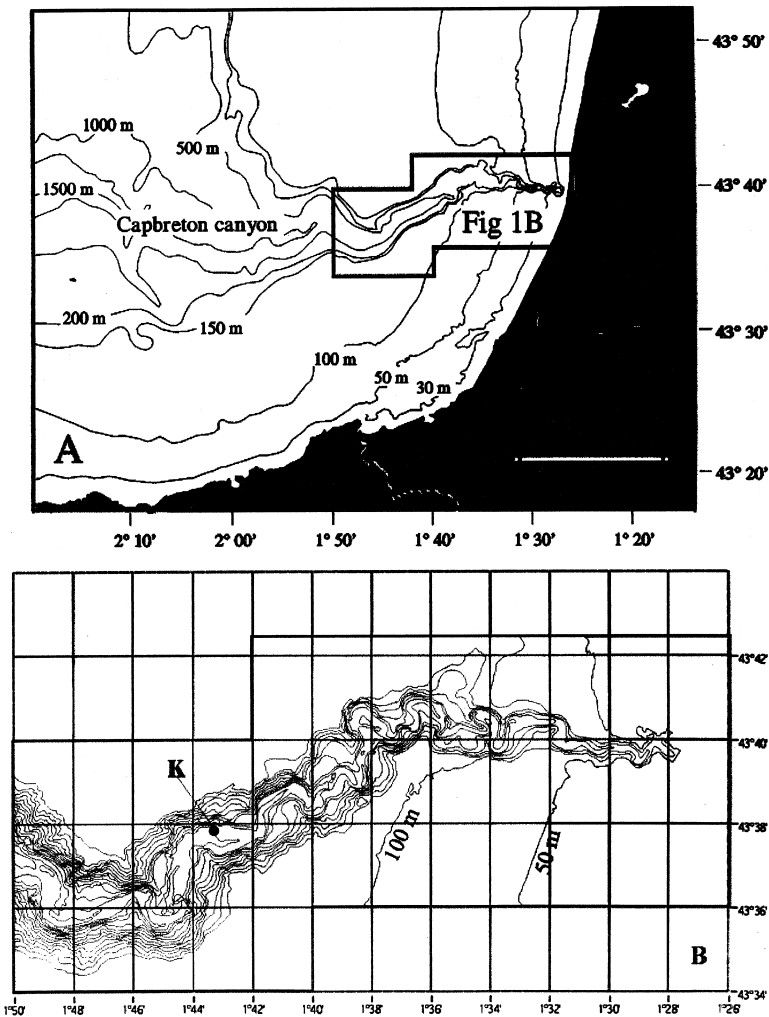 43° 50'
1000 m
500 m
1500 m
43° 40'
Capbreton canyon
Fig 1B
200 m
150 m
43° 30'
100 m
50 m
30 m
A
43° 20'
2° 10'
2° 00'
1° 50'
1° 40'
1° 30'
1° 20'
43°42'
43°40'
K
43°38'
100 m
50 m
43°36'
B
43°34'
1°50'
1°48'
1°46'
1°44'
1°42'
1°40'
1°38'
1°36'
1°34'
1°32'
1°30'
1°28'
1°26'